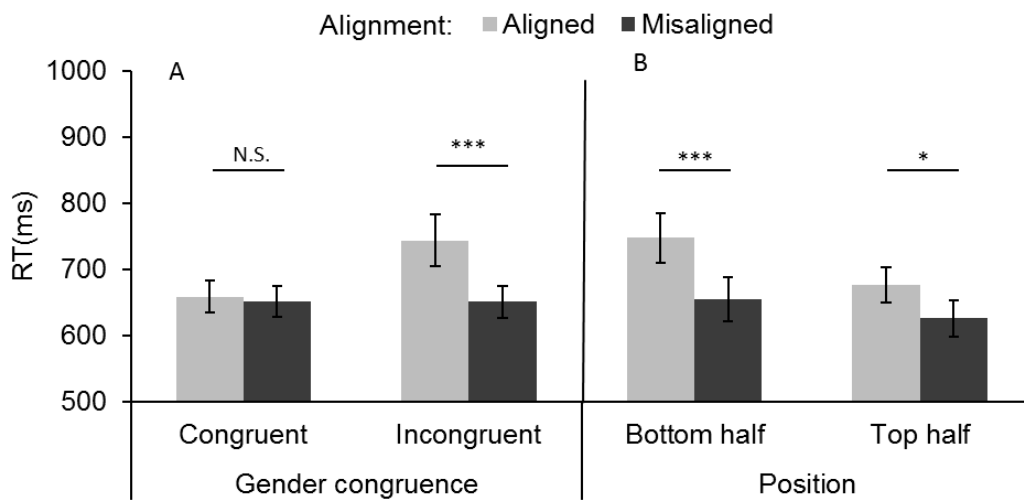 Alignment: Aligned Misaligned
A B
1000
900
800
700
600
500
RT(ms)
N.S. *** *** *
Congruent Incongruent Bottom half Top half
Gender congruence Position